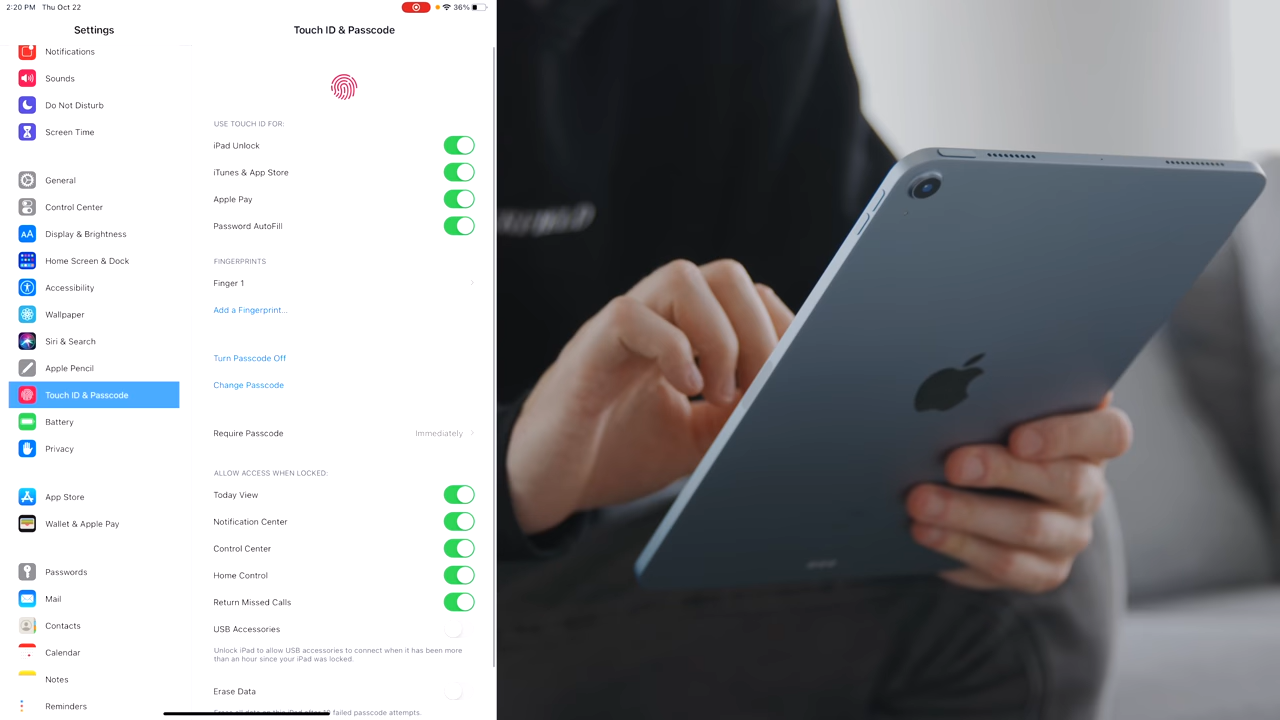 2:20 PM Thu Oct 22
36%
Settings
Notifications
Sounds
Do Not Disturb
Screen Time
General
Control Center
Display & Brightness
Home Screen & Dock
Accessibility
Wallpaper
Siri & Search
Apple Pencil
Touch ID & Passcode
Battery
Privacy
App Store
Wallet & Apple Pay
Passwords
Mail
Contacts
Calendar
Notes
Reminders
Touch ID & Passcode
USE TOUCH ID FOR:
iPad Unlock
iTunes & App Store
Apple Pay
Password AutoFill
FINGERPRINTS
Finger 1
Add a Fingerprint...
Turn Passcode Off
Change Passcode
Require Passcode Immediately
ALLOW ACCESS WHEN LOCKED:
Today View
Notification Center
Control Center
Home Control
Return Missed Calls
USB Accessories
Unlock iPad to allow USB accessories to connect when it has been more
than an hour since your iPad was locked.
Erase Data
failed passcode attempts.